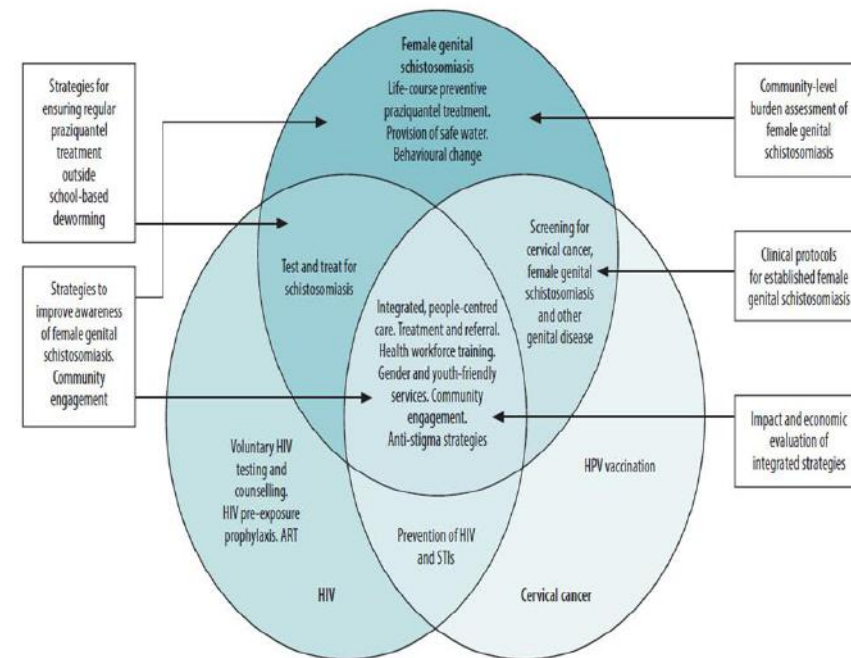 Female genital
schistosomiasis
Life-course preventive
praziquantel treatment.
Provision of safe water.
Behavioural change
Strategies for
ensuring regular
praziquantel
treatment
outside
school-based
deworming
Community-level
burden assessment of
female genital
schistosomiasis
Test and treat for
schistosomiasis
Screening for
cervical cancer,
female genital
schistosomiasis
and other
genital disease
Clinical protocols
for established female
genital schistosomiasis
Strategies to
improve awareness
of female genital
schistosomiasis.
Community
engagement
Integrated, people-centred
care. Treatment and referral.
Health workforce training.
Gender and youth-friendly
services. Community
engagement.
Anti-stigma strategies
Impact and economic
evaluation of
integrated strategies
Voluntary HIV
testing and
counselling.
HIV pre-exposure
prophylaxis. ART
HPV vaccination
Prevention of HIV
and STIs
HIV
Cervical cancer